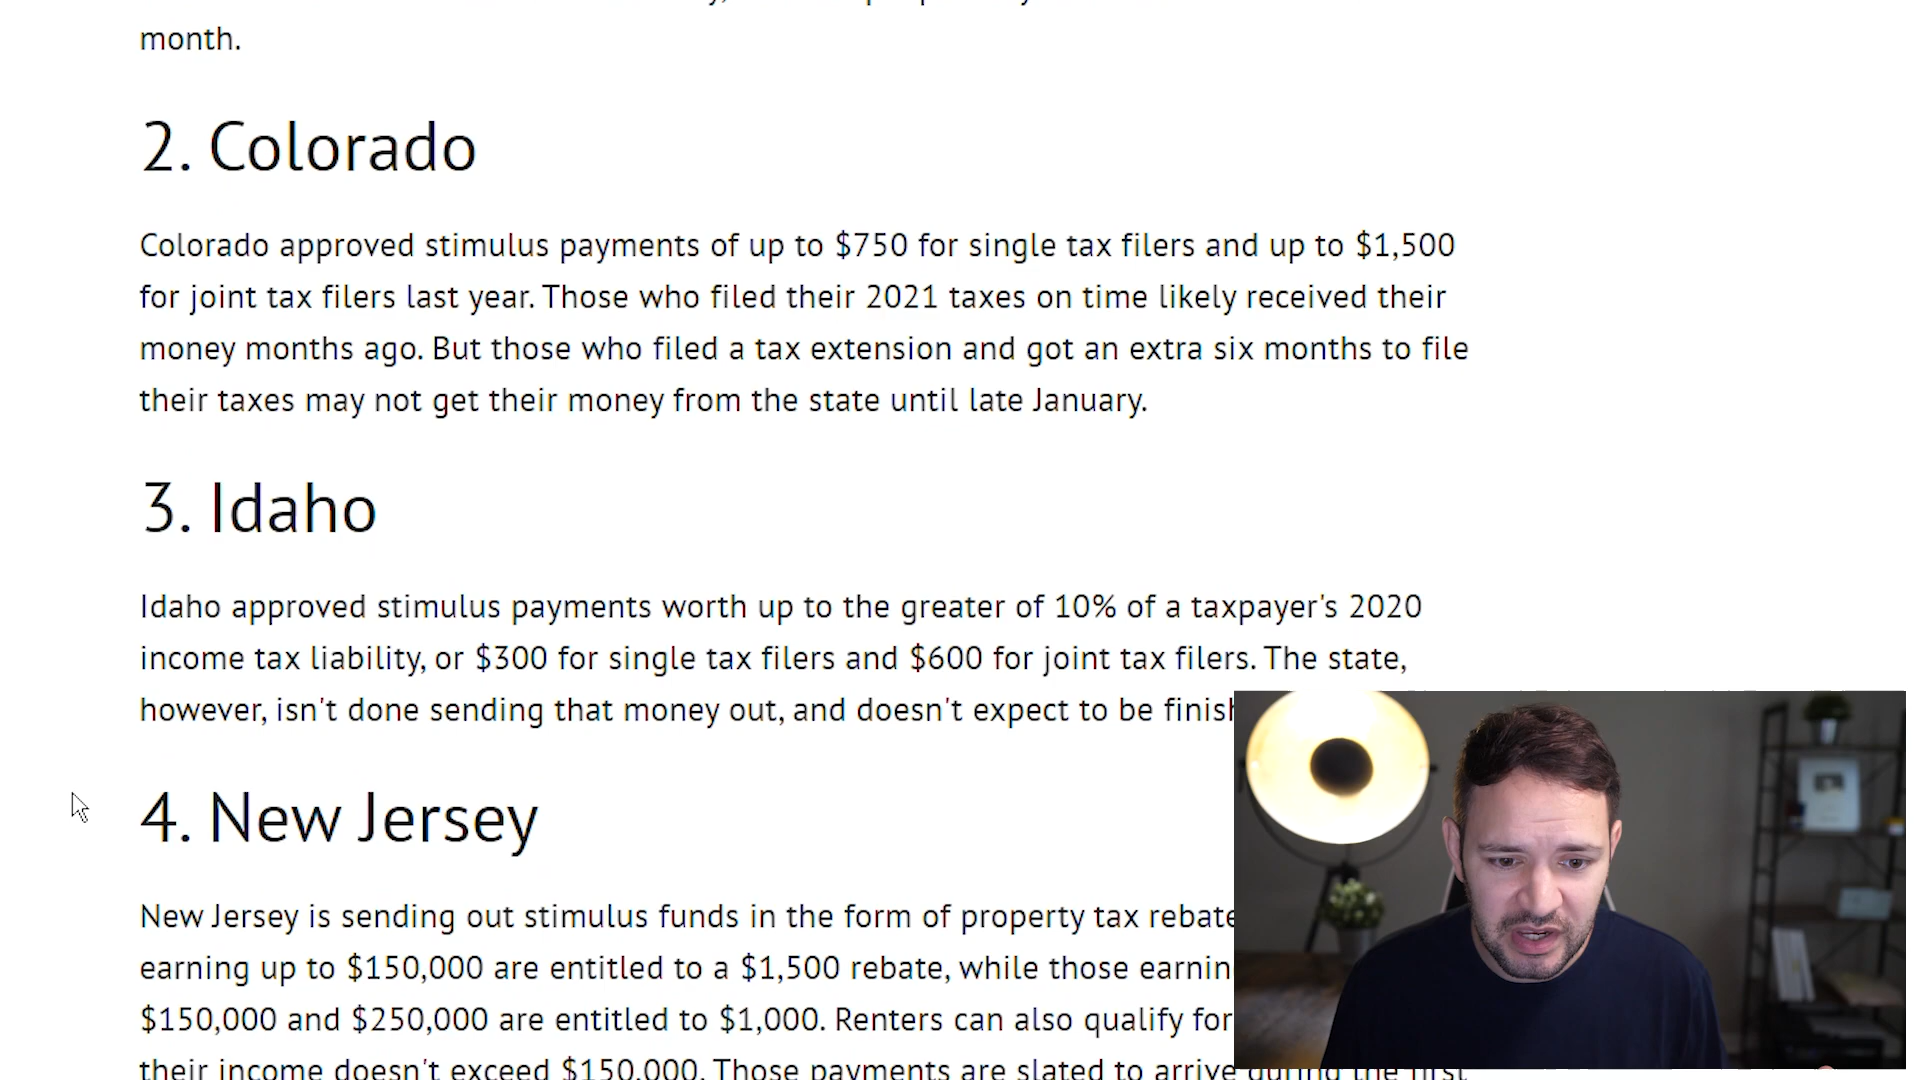 month.
2. Colorado
Colorado approved stimulus payments of up to $750 for single tax filers and up to $1,500
for joint tax filers last year. Those who filed their 2021 taxes on time likely received their
money months ago. But those who filed a tax extension and got an extra six months to file
their taxes may not get their money from the state until late January.
3. Idaho
Idaho approved stimulus payments worth up to the greater of 10% of a taxpayer's 2020
income tax liability, or $300 for single tax filers and $600 for joint tax filers. The state,
however, isn't done sending that money out, and doesn't expect to be
4. New Jersey
New Jersey is sending out stimulus funds in the form of property tax
earning up to $150,000 are entitled to a $1,500 rebate, while those
$150,000 and $250,000 are entitled to $1,000. Renters can also qualify for
their income doesn't exceed $150,000. Those payments are slated to arrive during the first